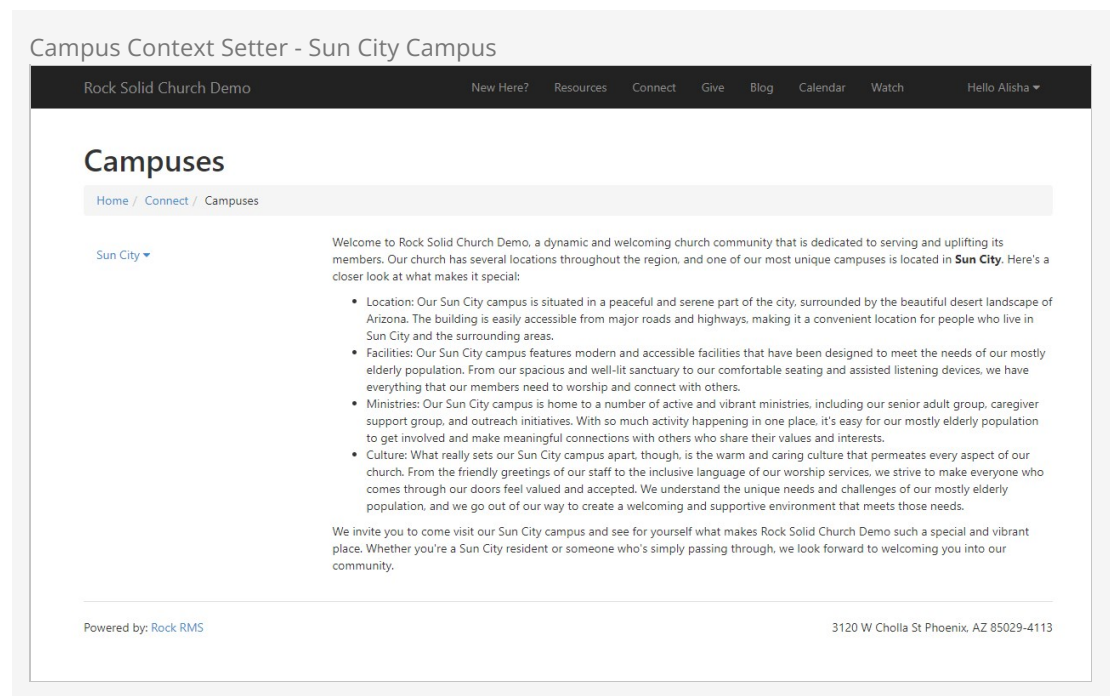 Campus Context Setter - Sun City Campus
Rock Solid Church Demo New Here? Resources Connect Give Blog Calendar Watch Hello Alisha
Campuses
Home / Connect / Campuses
Sun City
Welcome to Rock Solid Church Demo, a dynamic and welcoming church community that is dedicated to serving and uplifting its
members. Our church has several locations throughout the region, and one of our most unique campuses is located in Sun City. Here's a
closer look at what makes it special:
• Location: Our Sun City campus is situated in a peaceful and serene part of the city, surrounded by the beautiful desert landscape of
Arizona. The building is easily accessible from major roads and highways, making it a convenient location for people who live in
Sun City and the surrounding areas.
• Facilities: Our Sun City campus features modern and accessible facilities that have been designed to meet the needs of our mostly
elderly population. From our spacious and well-lit sanctuary to our comfortable seating and assisted listening devices, we have
everything that our members need to worship and connect with others.
• Ministries: Our Sun City campus is home to a number of active and vibrant ministries, including our senior adult group, caregiver
support group, and outreach initiatives. With so much activity happening in one place, it's easy for our mostly elderly population
to get involved and make meaningful connections with others who share their values and interests.
• Culture: What really sets our Sun City campus apart, though, is the warm and caring culture that permeates every aspect of our
church. From the friendly greetings of our staff to the inclusive language of our worship services, we strive to make everyone who
comes through our doors feel valued and accepted. We understand the unique needs and challenges of our mostly elderly
population, and we go out of our way to create a welcoming and supportive environment that meets those needs.
We invite you to come visit our Sun City campus and see for yourself what makes Rock Solid Church Demo such a special and vibrant
place. Whether you're a Sun City resident or someone who's simply passing through, we look forward to welcoming you into our
community.
Powered by: Rock RMS 3120 W Cholla St Phoenix, AZ 85029-4113